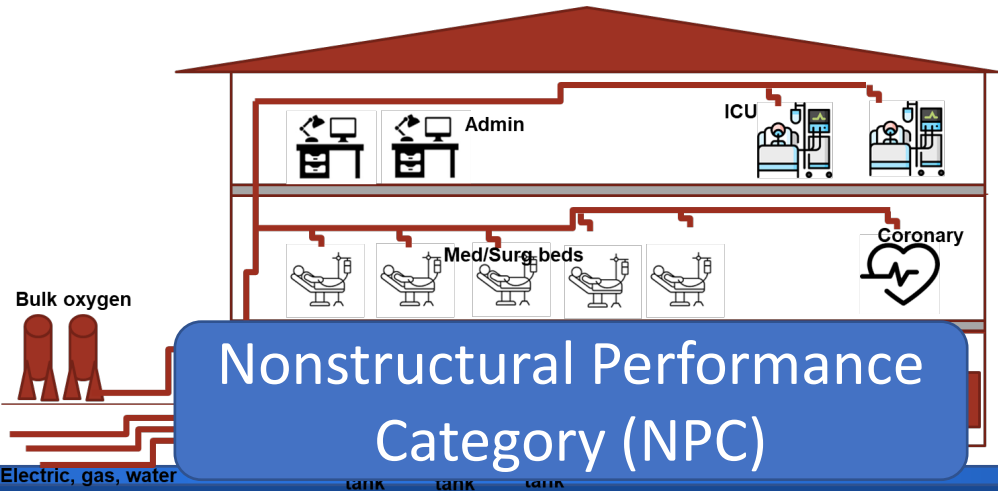 Admin
ICU
Coronary
Med/Surg beds
Bulk oxygen
Nonstructural Performance
Category (NPC)
Electric, gas, water
tank
tank
tank